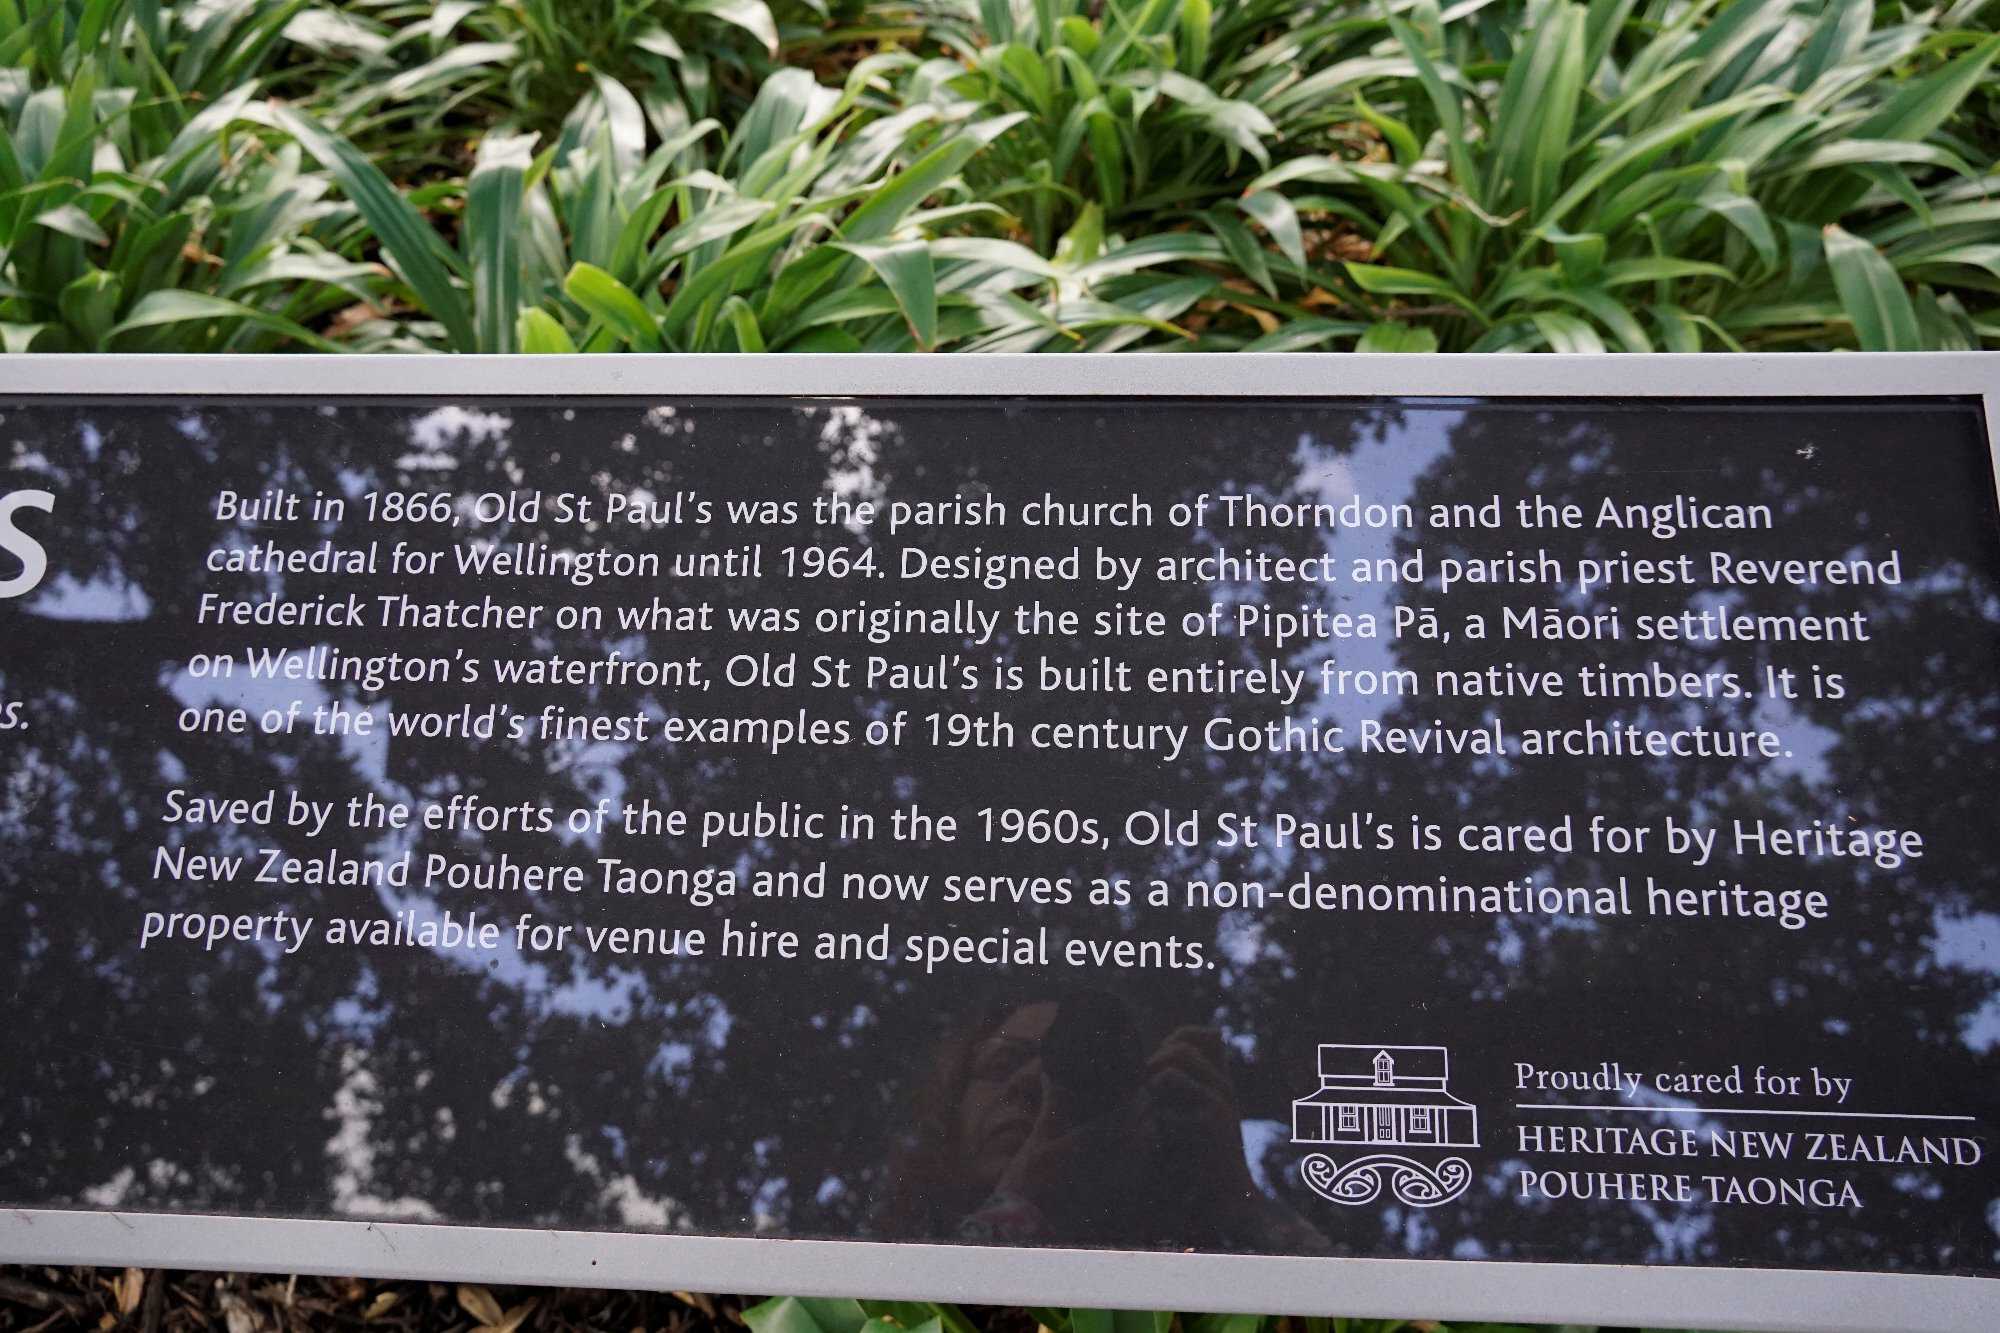 s
s.
Built in 1866, Old St Paul's was the parish church of Thorndon and the Anglican
cathedral for Wellington until 1964. Designed by architect and parish priest Reverend
Frederick Thatcher on what was originally the site of Pipitea Pā, a Māori settlement
on Wellington's waterfront, Old St Paul's is built entirely from native timbers. It is
one of the world's finest examples of 19th century Gothic Revival architecture.
Saved by the efforts of the public in the 1960s, Old St Paul's is cared for by Heritage
New Zealand Pouhere Taonga and now serves as a non-denominational heritage
property available for venue hire and special events.
Proudly cared for by
HERITAGE NEW ZEALAND
POUHERE TAONGA